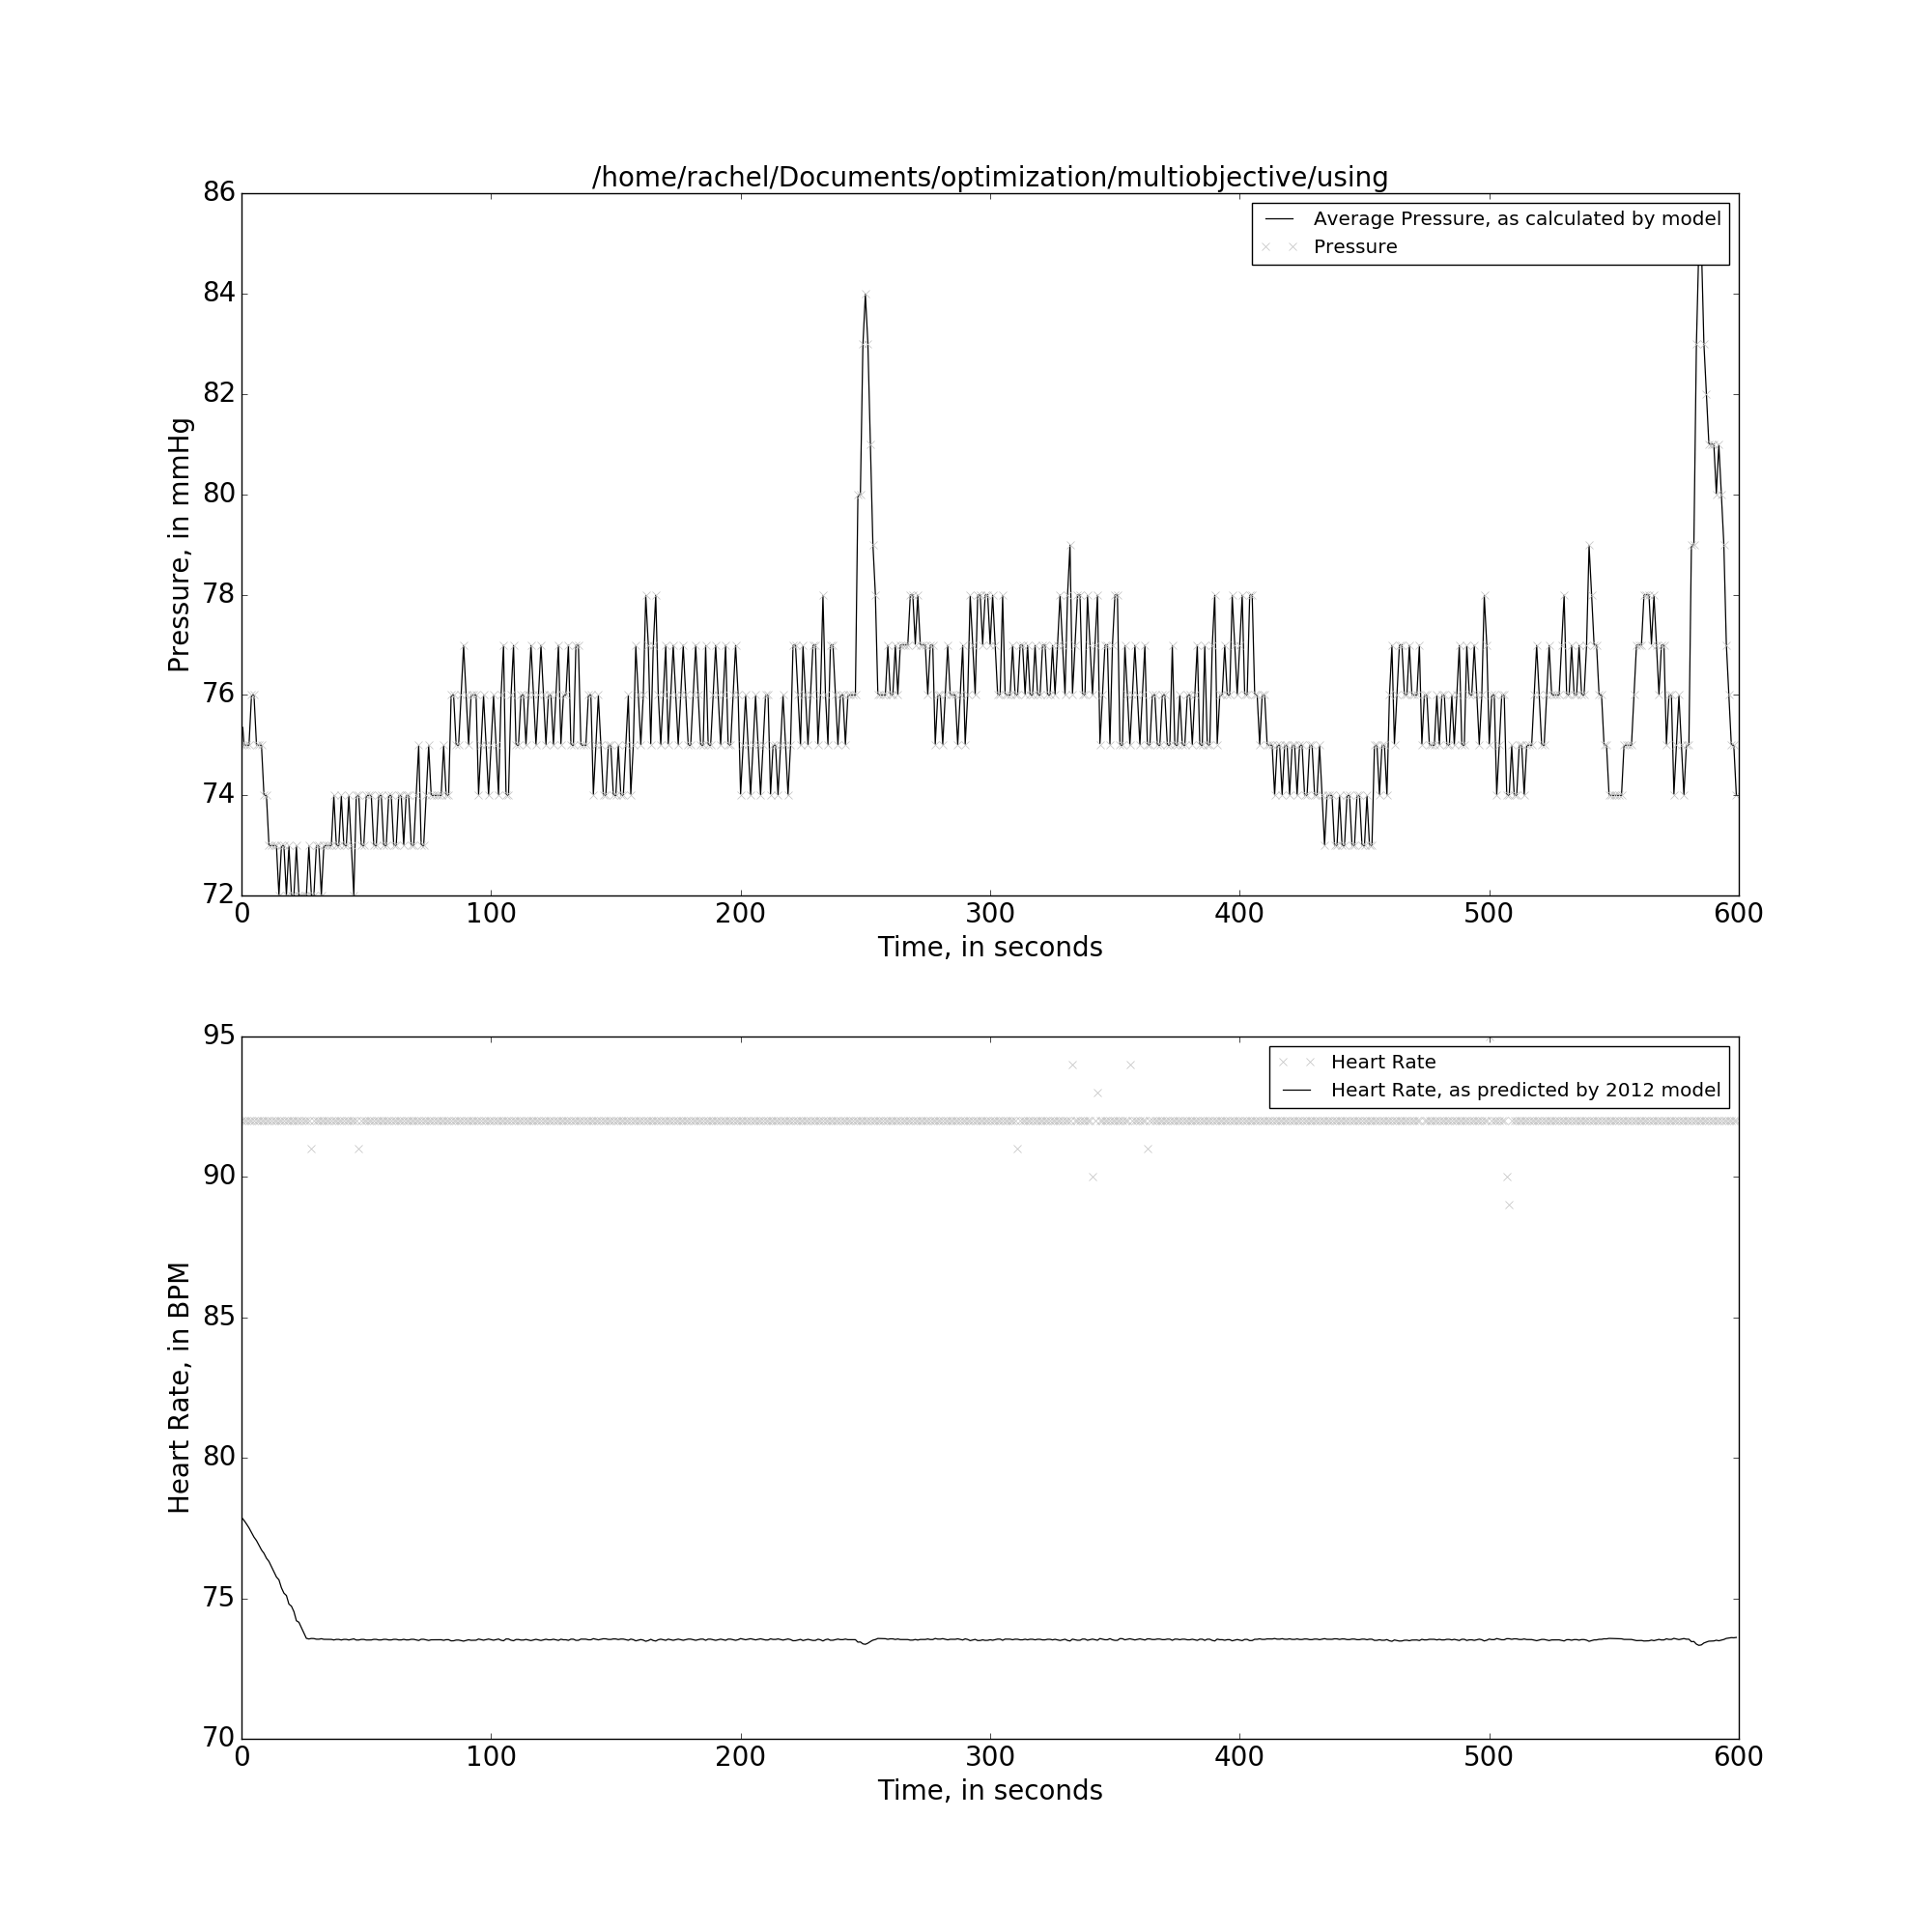 /home/rachel/Documents/optimization/multiobjective/using
86
84
82
80
78
76
74
72
Pressure, in mmHg
Average Pressure, as calculated by model
Pressure
0 100 200 300 400 500 600
Time, in seconds
95
90
85
80
75
70
Heart Rate, in BPM
Heart Rate
Heart Rate, as predicted by 2012 model
0 100 200 300 400 500 600
Time, in seconds